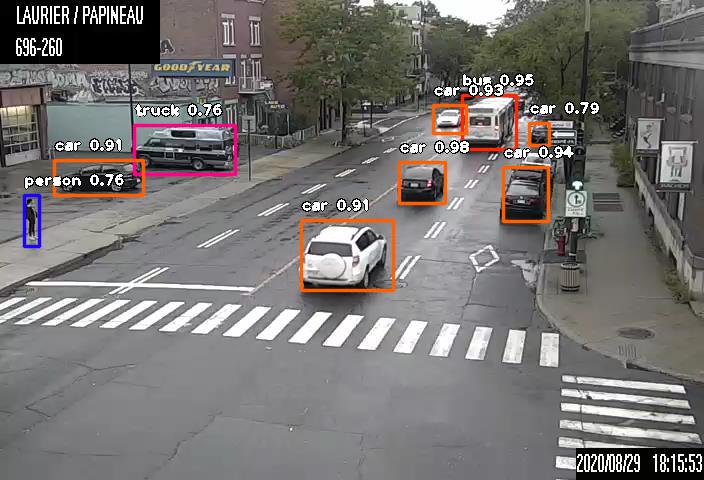 LAURIER / PAPINEAU
696-260
GOODYEAR
bus 0.95
car 0.93
car 0.79
truck 0.76
car 0.91
car 0.98
car 0.94
person 0.76
car 0.91
2020/08/29 18:15:53